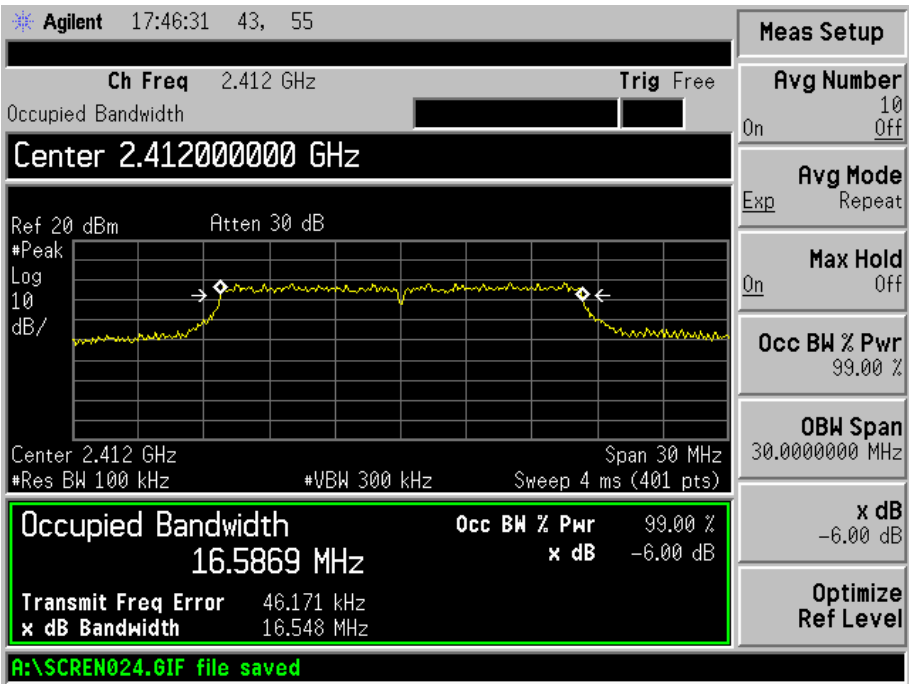 Agilent 17:46:31 43, 55
Ch Freq 2.412 GHz Trig Free
Occupied Bandwidth
Center 2.412000000 GHz
Ref 20 dBm Atten 30 dB
#Peak
Log
10
dB/
Center 2.412 GHz Span 30 MHz
#Res BW 100 kHz #VBW 300 kHz Sweep 4 ms (401 pts)
Occupied Bandwidth Occ BW % Pwr 99.00 %
16.5869 MHz x dB -6.00 dB
Transmit Freq Error 46.171 kHz
x dB Bandwidth 16.548 MHz
A:\SCREN024.GIF file saved
Meas Setup
Avg Number
10
On Off
Avg Mode
Exp Repeat
Max Hold
On Off
Occ BW % Pwr
99.00 %
OBW Span
30.0000000 MHz
x dB
-6.00 dB
Optimize
Ref Level